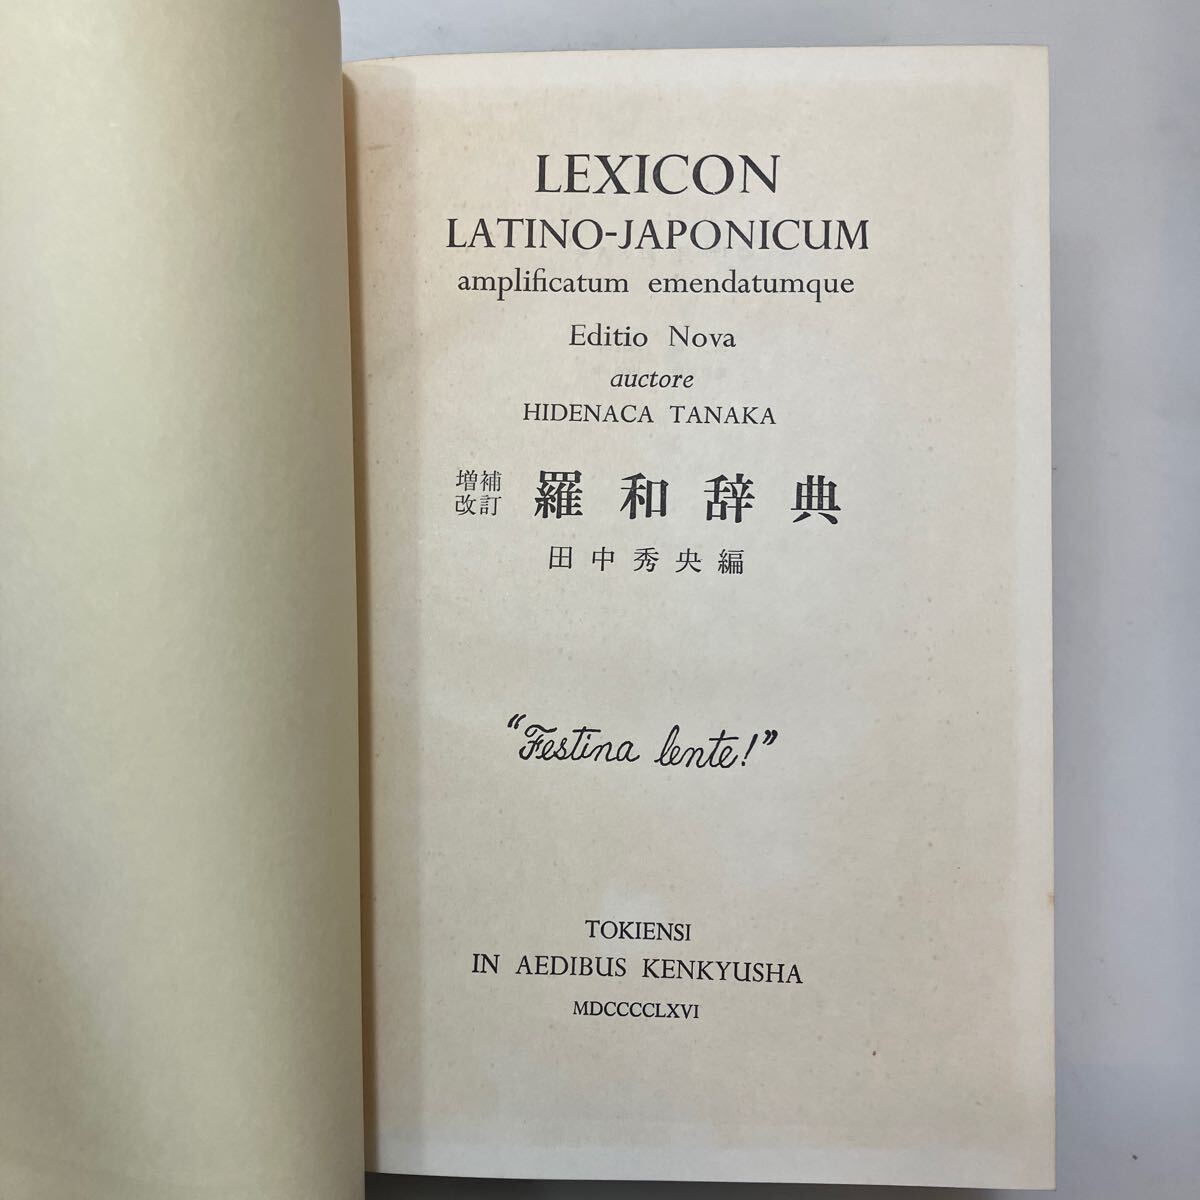 LEXICON
LATINO-JAPONICUM
amplificatum emendatumque
Editio Nova
auctore
HIDENACA TANAKA
増補
改訂
羅和辞典
田中秀央編
“Festina lente!”
TOKIENSI
IN AEDIBUS KENKYUSHA
MDCCCCLXVI